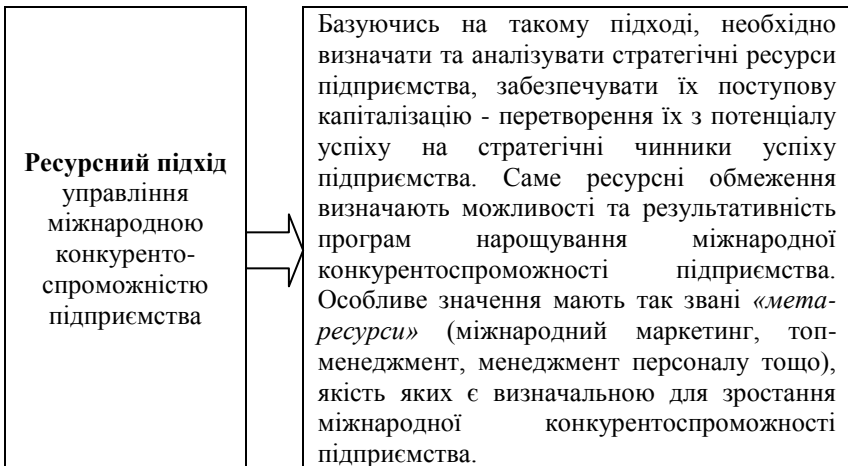 Ресурсний підхід
управління
міжнародною
конкуренто-
спроможністю
підприємства
Базуючись на такому підході, необхідно
визначати та аналізувати стратегічні ресурси
підприємства, забезпечувати їх поступову
капіталізацію - перетворення їх з потенціалу
успіху на стратегічні чинники успіху
підприємства. Саме ресурсні обмеження
визначають можливості та результативність
програм нарощування міжнародної
конкурентоспроможності підприємства.
Особливе значення мають так звані «мета-
ресурси» (міжнародний маркетинг, топ-
менеджмент, менеджмент персоналу тощо),
якість яких є визначальною для зростання
міжнародної конкурентоспроможності
підприємства.